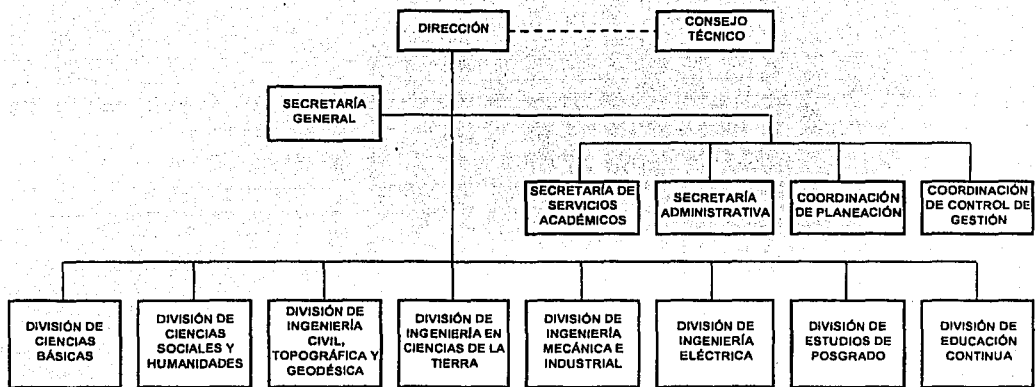 DIRECCIÓN
CONSEJO
TÉCNICO
SECRETARÍA
GENERAL
SECRETARÍA DE
SERVICIOS
ACADÉMICOS
SECRETARÍA
ADMINISTRATIVA
COORDINACIÓN
DE PLANEACIÓN
COORDINACIÓN
DE CONTROL DE
GESTIÓN
DIVISIÓN DE
CIENCIAS
BÁSICAS
DIVISIÓN DE
CIENCIAS
SOCIALES Y
HUMANIDADES
DIVISIÓN DE
INGENIERÍA
CIVIL,
TOPOGRÁFICA Y
GEODÉSICA
DIVISIÓN DE
INGENIERÍA EN
CIENCIAS DE LA
TIERRA
DIVISIÓN DE
INGENIERÍA
MECÁNICA E
INDUSTRIAL
DIVISIÓN DE
INGENIERÍA
ELÉCTRICA
DIVISIÓN DE
ESTUDIOS DE
POSGRADO
DIVISIÓN DE
EDUCACIÓN
CONTINUA